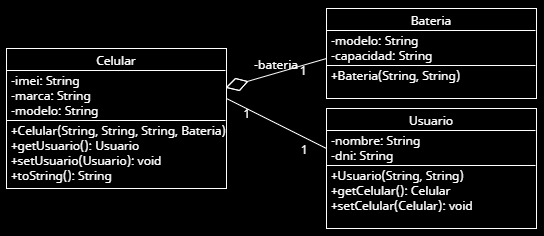 Celular
-imei: String
-marca: String
-modelo: String
+Celular(String, String, String, Bateria)
+getUsuario(): Usuario
+setUsuario(Usuario): void
+toString(): String
-bateria
1
1
1
Bateria
-modelo: String
-capacidad: String
+Bateria(String, String)
Usuario
-nombre: String
-dni: String
+Usuario(String, String)
+getCelular(): Celular
+setCelular(Celular): void